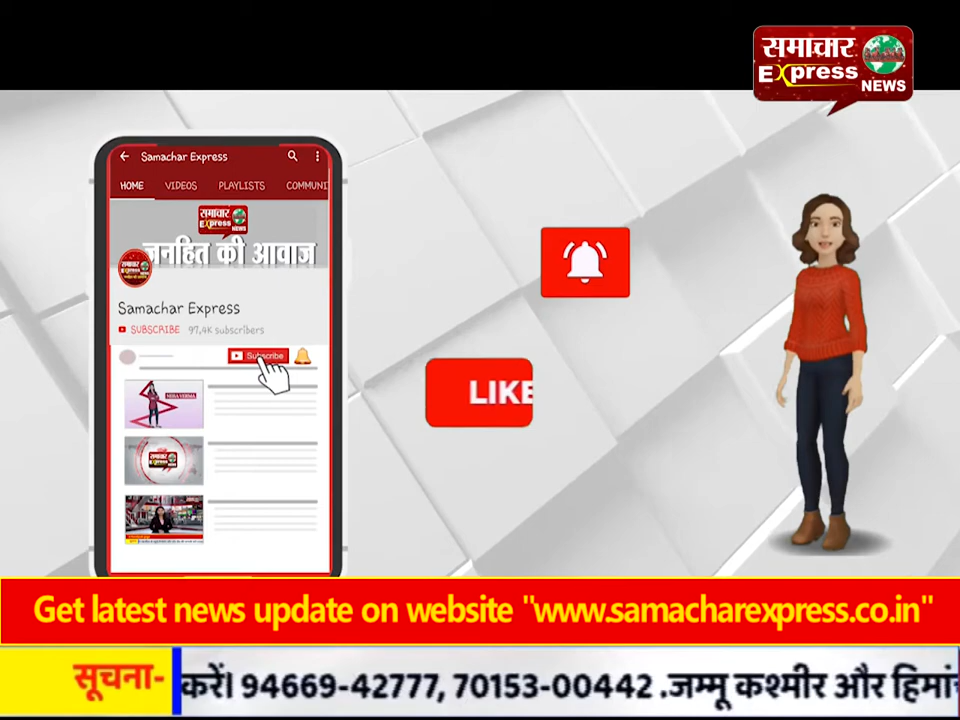 समाचार
Express
NEWS
Samachar Express
HOME VIDEOS PLAYLISTS COMMUNI
समाचार
Express
NEWS
जनहित की आवाज
Samachar Express
SUBSCRIBE 97.4K subscribers
Subscribe
LIKE
Get latest news update on website "www.samacharexpress.co.in"
सूचना- करें। 94669-42777, 70153-00442 .जम्मू कश्मीर और हिमां